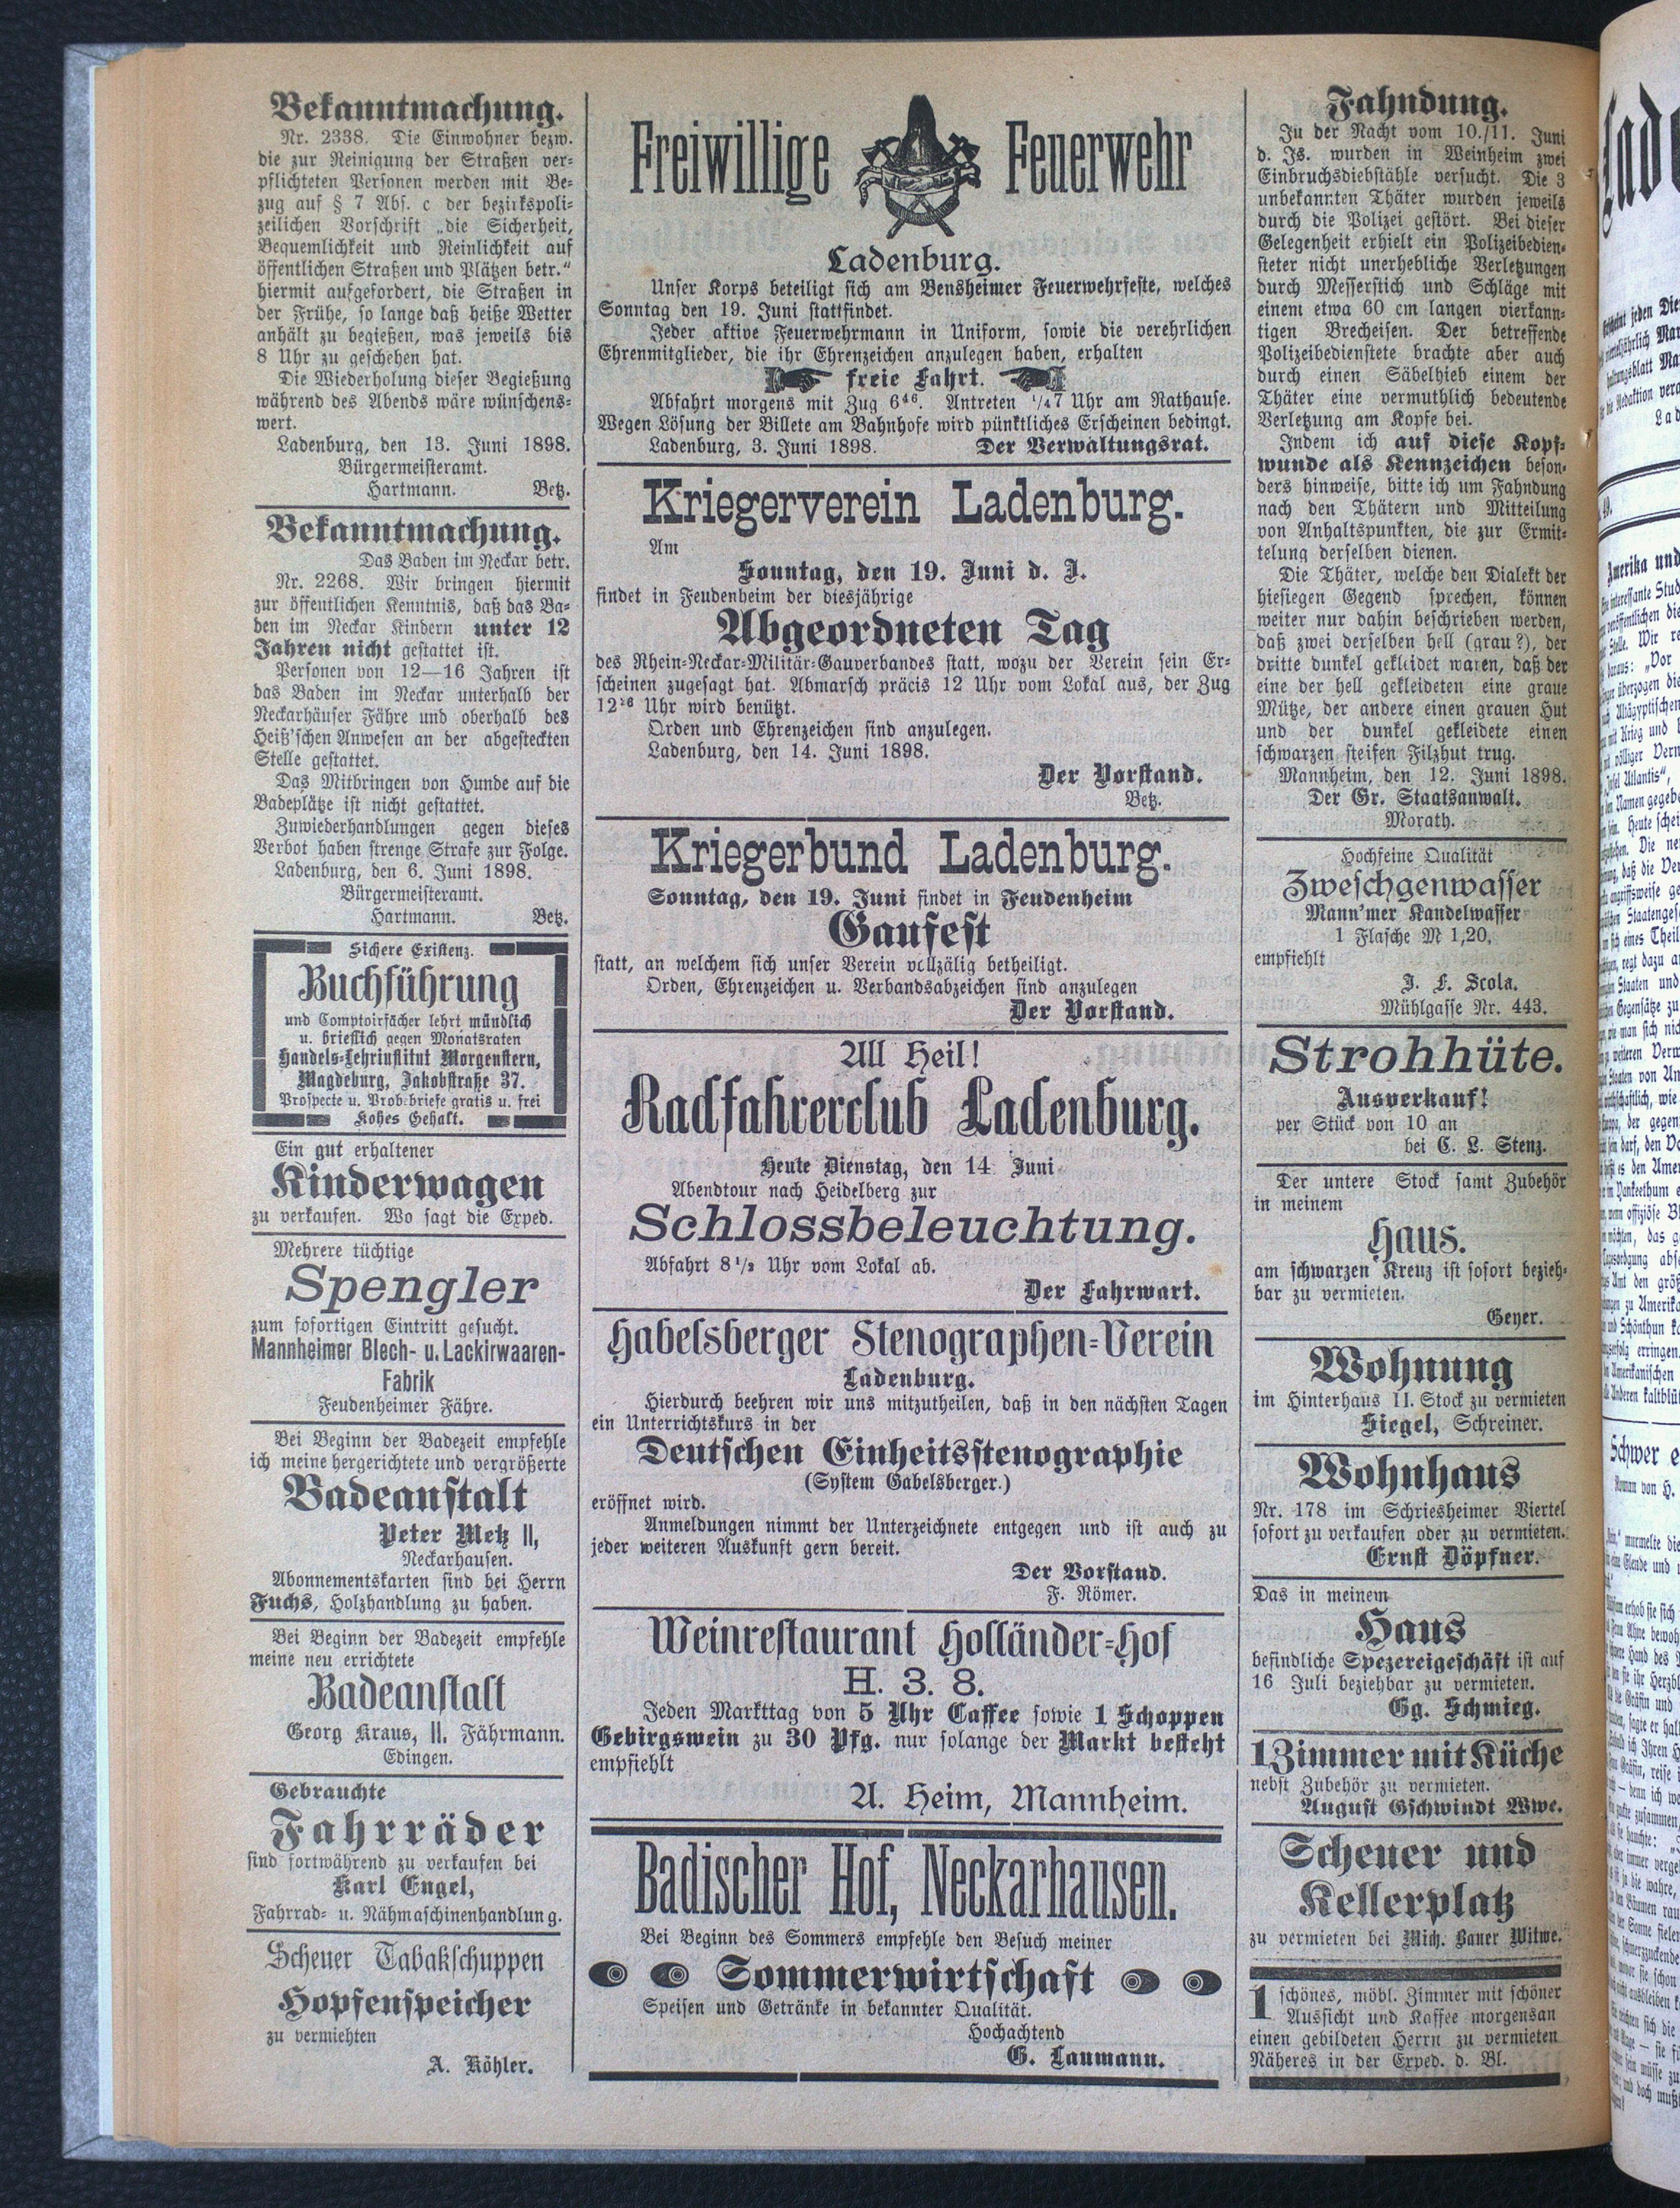 Bekanntmachung.
Nr. 2338. Die Einwohner bezw.
die zur Reinigung der Straßen ver-
pflichteten Personen werden mit Be-
zug auf § 7 Abs. c der bezirkspoli-
zeilichen Vorschrift „die Sicherheit,
Bequemlichkeit und Reinlichkeit auf
öffentlichen Straßen und Plätzen betr.“
hiermit aufgefordert, die Straßen in
der Frühe, so lange daß heiße Wetter
anhält zu begießen, was jeweils bis
8 Uhr zu geschehen hat.
Die Wiederholung dieser Begießung
während des Abends wäre wünschens-
wert.
Ladenburg, den 13. Juni 1898.
Bürgermeisteramt.
Hartmann. Betz.
Bekanntmachung.
Das Baden im Neckar betr.
Nr. 2268. Wir bringen hiermit
zur öffentlichen Kenntnis, daß das Ba-
den im Neckar Kindern unter 12
Jahren nicht gestattet ist.
Personen von 12—16 Jahren ist
das Baden im Neckar unterhalb der
Neckarhäuser Fähre und oberhalb des
Heiß'schen Anwesen an der abgesteckten
Stelle gestattet.
Das Mitbringen von Hunde auf die
Badeplätze ist nicht gestattet.
Zuwiederhandlungen gegen dieses
Verbot haben strenge Strafe zur Folge.
Ladenburg, den 6. Juni 1898.
Bürgermeisteramt.
Hartmann. Betz.
Sichere Existenz.
Buchführung
und Comptoirfächer lehrt mündlich
u. brieflich gegen Monatsraten
Handels-Lehrinstitut Morgenstern,
Magdeburg, Jakobstraße 37.
Prospecte u. Probebriefe gratis u. frei
Hohes Gehalt.
Ein gut erhaltener
Kinderwagen
zu verkaufen. Wo sagt die Exped.
Mehrere tüchtige
Spengler
zum sofortigen Eintritt gesucht.
Mannheimer Blech- u. Lackirwaaren-
Fabrik
Feudenheimer Fähre.
Bei Beginn der Badezeit empfehle
ich meine hergerichtete und vergrößerte
Badeanstalt
Peter Metz II,
Neckarhausen.
Abonnementskarten sind bei Herrn
Fuchs, Holzhandlung zu haben.
Bei Beginn der Badezeit empfehle
meine neu errichtete
Badeanstalt
Georg Kraus, II. Fährmann.
Edingen.
Gebrauchte
Fahrräder
sind fortwährend zu verkaufen bei
Karl Engel,
Fahrrad- u. Nähmaschinenhandlung.
Scheuer Tabakschuppen
Hopfenspeicher
zu vermiehten
A. Köhler.
Freiwillige Feuerwehr
Ladenburg.
Unser Korps beteiligt sich am Bensheimer Feuerwehrfeste, welches
Sonntag den 19. Juni stattfindet.
Jeder aktive Feuerwehrmann in Uniform, sowie die verehrlichen
Ehrenmitglieder, die ihr Ehrenzeichen anzulegen haben, erhalten
freie Fahrt.
Abfahrt morgens mit Zug 6⁴⁶. Antreten ¹/₄7 Uhr am Rathause.
Wegen Lösung der Billete am Bahnhofe wird pünktliches Erscheinen bedingt.
Ladenburg, 3. Juni 1898. Der Verwaltungsrat.
Kriegerverein Ladenburg.
Am
Sonntag, den 19. Juni d. J.
findet in Feudenheim der diesjährige
Abgeordneten Tag
des Rhein-Neckar-Militär-Gauverbandes statt, wozu der Verein sein Er-
scheinen zugesagt hat. Abmarsch präcis 12 Uhr vom Lokal aus, der Zug
12²⁶ Uhr wird benützt.
Orden und Ehrenzeichen sind anzulegen.
Ladenburg, den 14. Juni 1898.
Der Vorstand.
Betz.
Kriegerbund Ladenburg.
Sonntag, den 19. Juni findet in Feudenheim
Gaufest
statt, an welchem sich unser Verein vollzälig betheiligt.
Orden, Ehrenzeichen u. Verbandsabzeichen sind anzulegen
Der Vorstand.
All Heil!
Radfahrerclub Ladenburg.
Heute Dienstag, den 14 Juni
Abendtour nach Heidelberg zur
Schlossbeleuchtung.
Abfahrt 8¹/₂ Uhr vom Lokal ab.
Der Fahrwart.
Gabelsberger Stenographen-Verein
Ladenburg.
Hierdurch beehren wir uns mitzutheilen, daß in den nächsten Tagen
ein Unterrichtskurs in der
Deutschen Einheitsstenographie
(System Gabelsberger.)
eröffnet wird.
Anmeldungen nimmt der Unterzeichnete entgegen und ist auch zu
jeder weiteren Auskunft gern bereit.
Der Vorstand.
F. Römer.
Weinrestaurant Holländer-Hof
H. 3. 8.
Jeden Markttag von 5 Uhr Caffee sowie 1 Schoppen
Gebirgswein zu 30 Pfg. nur solange der Markt besteht
empfiehlt
A. Heim, Mannheim.
Badischer Hof, Neckarhausen.
Bei Beginn des Sommers empfehle den Besuch meiner
Sommerwirtschaft
Speisen und Getränke in bekannter Qualität.
Hochachtend
G. Laumann.
Fahndung.
In der Nacht vom 10./11. Juni
d. Js. wurden in Weinheim zwei
Einbruchsdiebstähle versucht. Die 3
unbekannten Thäter wurden jeweils
durch die Polizei gestört. Bei dieser
Gelegenheit erhielt ein Polizeibedien-
steter nicht unerhebliche Verletzungen
durch Messerstich und Schläge mit
einem etwa 60 cm langen vierkann-
tigen Brecheisen. Der betreffende
Polizeibedienstete brachte aber auch
durch einen Säbelhieb einem der
Thäter eine vermuthlich bedeutende
Verletzung am Kopfe bei.
Indem ich auf diese Kopf-
wunde als Kennzeichen beson-
ders hinweise, bitte ich um Fahndung
nach den Thätern und Mitteilung
von Anhaltspunkten, die zur Ermit-
telung derselben dienen.
Die Thäter, welche den Dialekt der
hiesigen Gegend sprechen, können
weiter nur dahin beschrieben werden,
daß zwei derselben hell (grau?), der
dritte dunkel gekleidet waren, daß der
eine der hell gekleideten eine graue
Mütze, der andere einen grauen Hut
und der dunkel gekleidete einen
schwarzen steifen Filzhut trug.
Mannheim, den 12. Juni 1898.
Der Gr. Staatsanwalt.
Morath.
Hochfeine Qualität
Zweschgenwasser
Mann'mer Kandelwasser
1 Flasche M 1,20,
empfiehlt
J. F. Scola.
Mühlgasse Nr. 443.
Strohhüte.
Ausverkauf!
per Stück von 10 an
bei C. L. Stenz.
Der untere Stock samt Zubehör
in meinem
Haus.
am schwarzen Kreuz ist sofort bezieh-
bar zu vermieten.
Geyer.
Wohnung
im Hinterhaus II. Stock zu vermieten
Siegel, Schreiner.
Wohnhaus
Nr. 178 im Schriesheimer Viertel
sofort zu verkaufen oder zu vermieten.
Ernst Döpfner.
Das in meinem
Haus
befindliche Spezereigeschäft ist auf
16 Juli beziehbar zu vermieten.
Gg. Schmieg.
1 Zimmer mit Küche
nebst Zubehör zu vermieten.
August Gschwindt Wwe.
Scheuer und
Kellerplatz
zu vermieten bei Mich. Bauer Witwe.
1 schönes, möbl. Zimmer mit schöner
Aussicht und Kaffee morgens an
einen gebildeten Herrn zu vermieten
Näheres in der Exped. d. Bl.